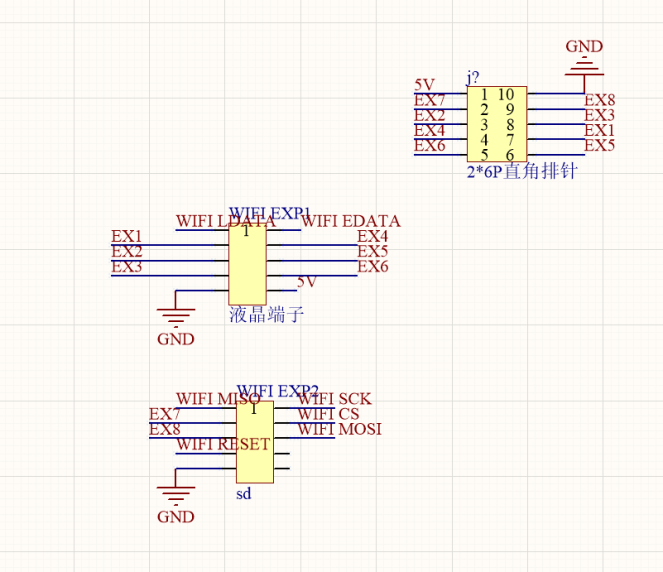 GND
j?
5V 1 10
EX7 2 9 EX8
EX2 3 8 EX3
EX4 4 7 EX1
EX6 5 6 EX5
2*6P直角排针
WIFI EXP1
WIFI LDATA 1 WIFI EDATA
EX1 EX4
EX2 EX5
EX3 EX6
5V
液晶端子
GND
WIFI EXP2
WIFI MISO 1 WIFI SCK
EX7 WIFI CS
EX8 WIFI MOSI
WIFI RESET
sd
GND